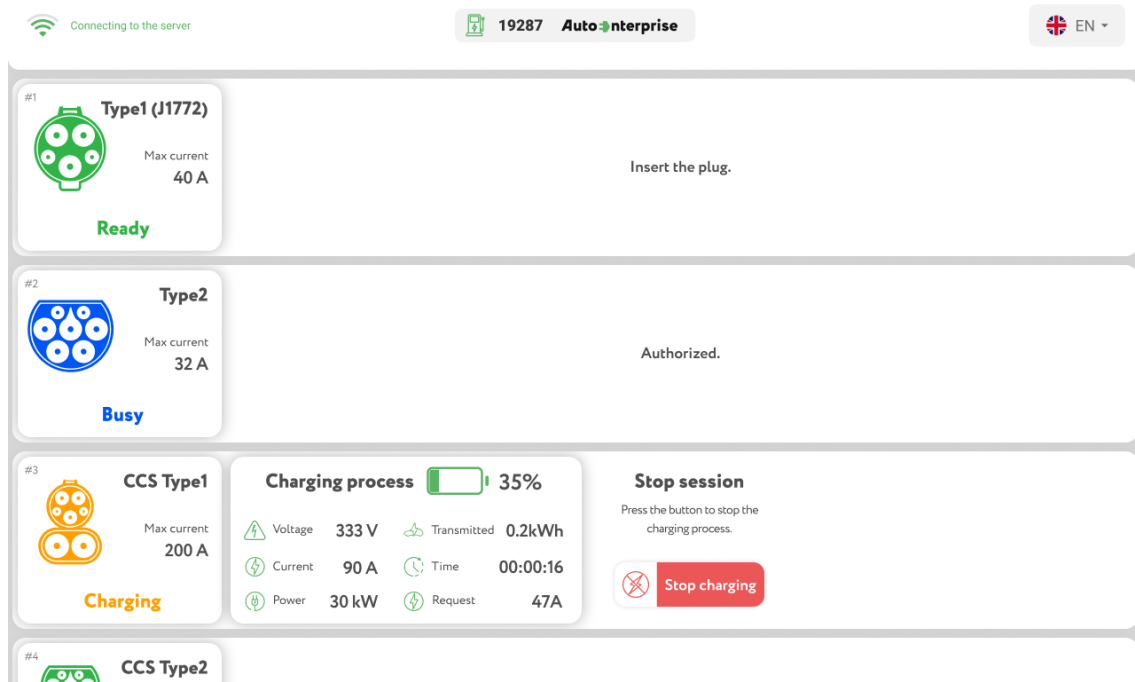 Connecting to the server
19287
Auto nterprise
EN
#1
Type1 (J1772)
Max current
40 A
Ready
Insert the plug.
#2
Type2
Max current
32 A
Busy
Authorized.
#3
CCS Type1
Max current
200 A
Charging
Charging process 35%
Voltage 333 V Transmitted 0.2kWh
Current 90 A Time 00:00:16
Power 30 kW Request 47A
Stop session
Press the button to stop the
charging process.
Stop charging
#4
CCS Type2